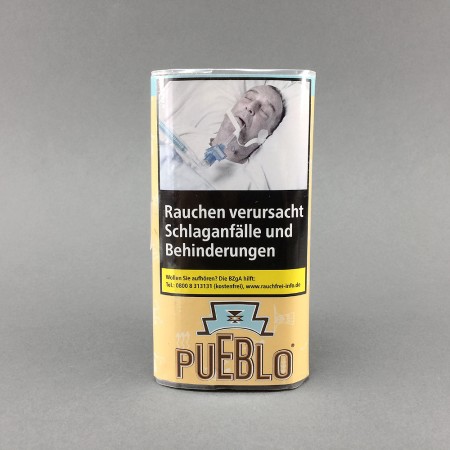 Rauchen verursacht
Schlaganfälle und
Behinderungen
Wollen Sie aufhören? Die BZgA hilft:
Tel.: 0800 8 313131 (kostenfrei), www.rauchfrei-info.de
PUEBLO